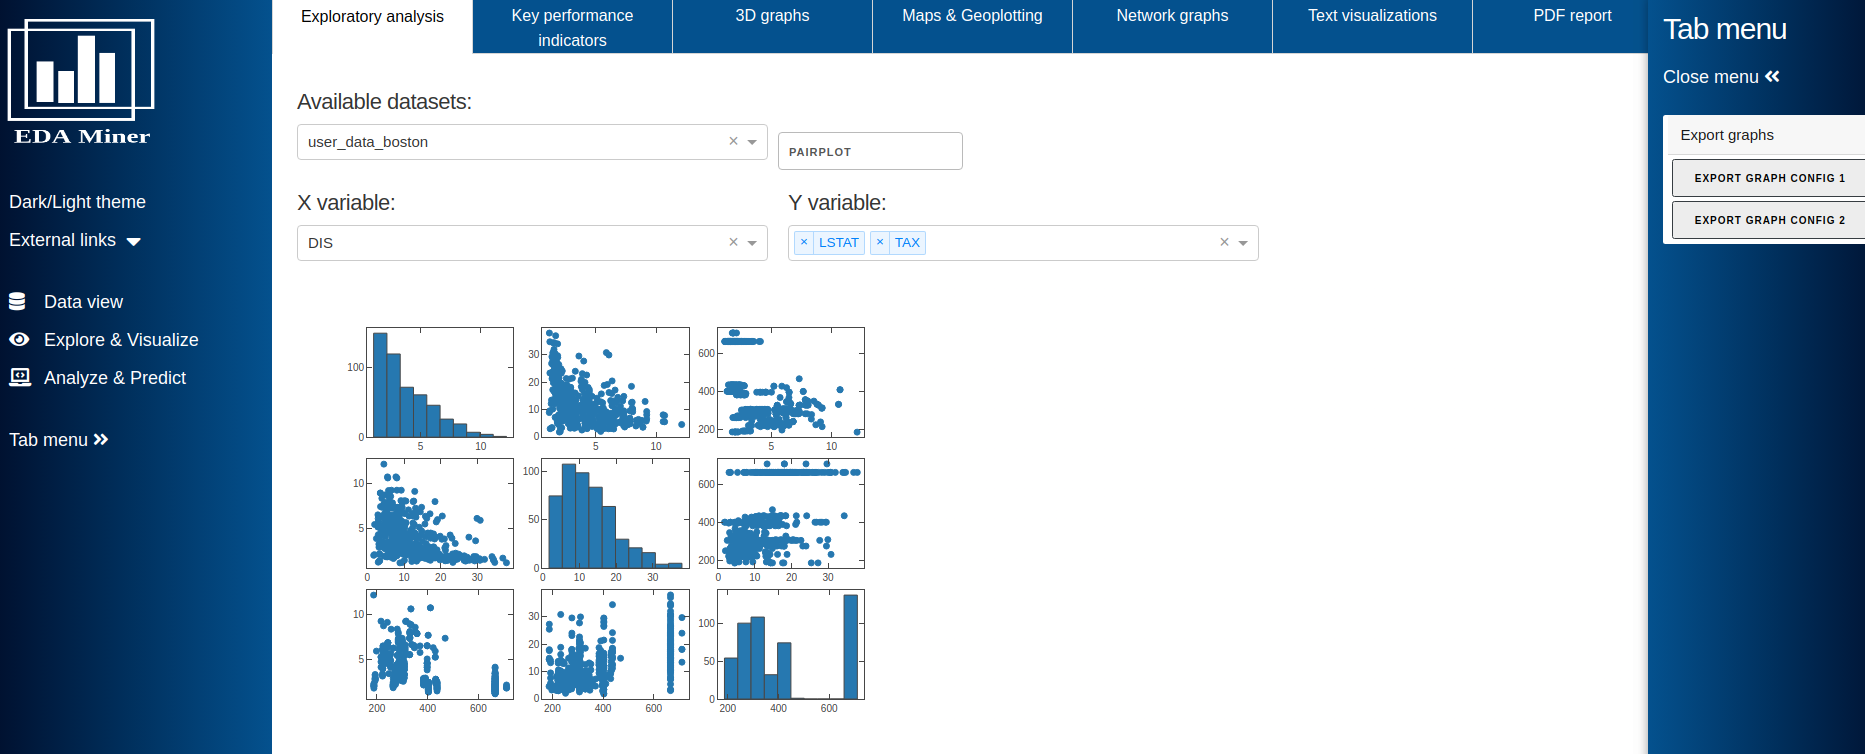 EDA Miner
Dark/Light theme
External links
Data view
Explore & Visualize
Analyze & Predict
Tab menu
Exploratory analysis
Key performance
indicators
3D graphs
Maps & Geoplotting
Network graphs
Text visualizations
PDF report
Available datasets:
user_data_boston
×
PAIRPLOT
X variable:
Y variable:
DIS
×
× LSTAT × TAX
×
100
0
5 10
30
20
10
0
5 10
600
400
200
5 10
10
5
0 10 20 30
100
50
0
0 10 20 30
600
400
200
0 10 20 30
10
5
200 400 600
30
20
10
0
200 400 600
100
50
0
200 400 600
Tab menu
Close menu
Export graphs
EXPORT GRAPH CONFIG 1
EXPORT GRAPH CONFIG 2